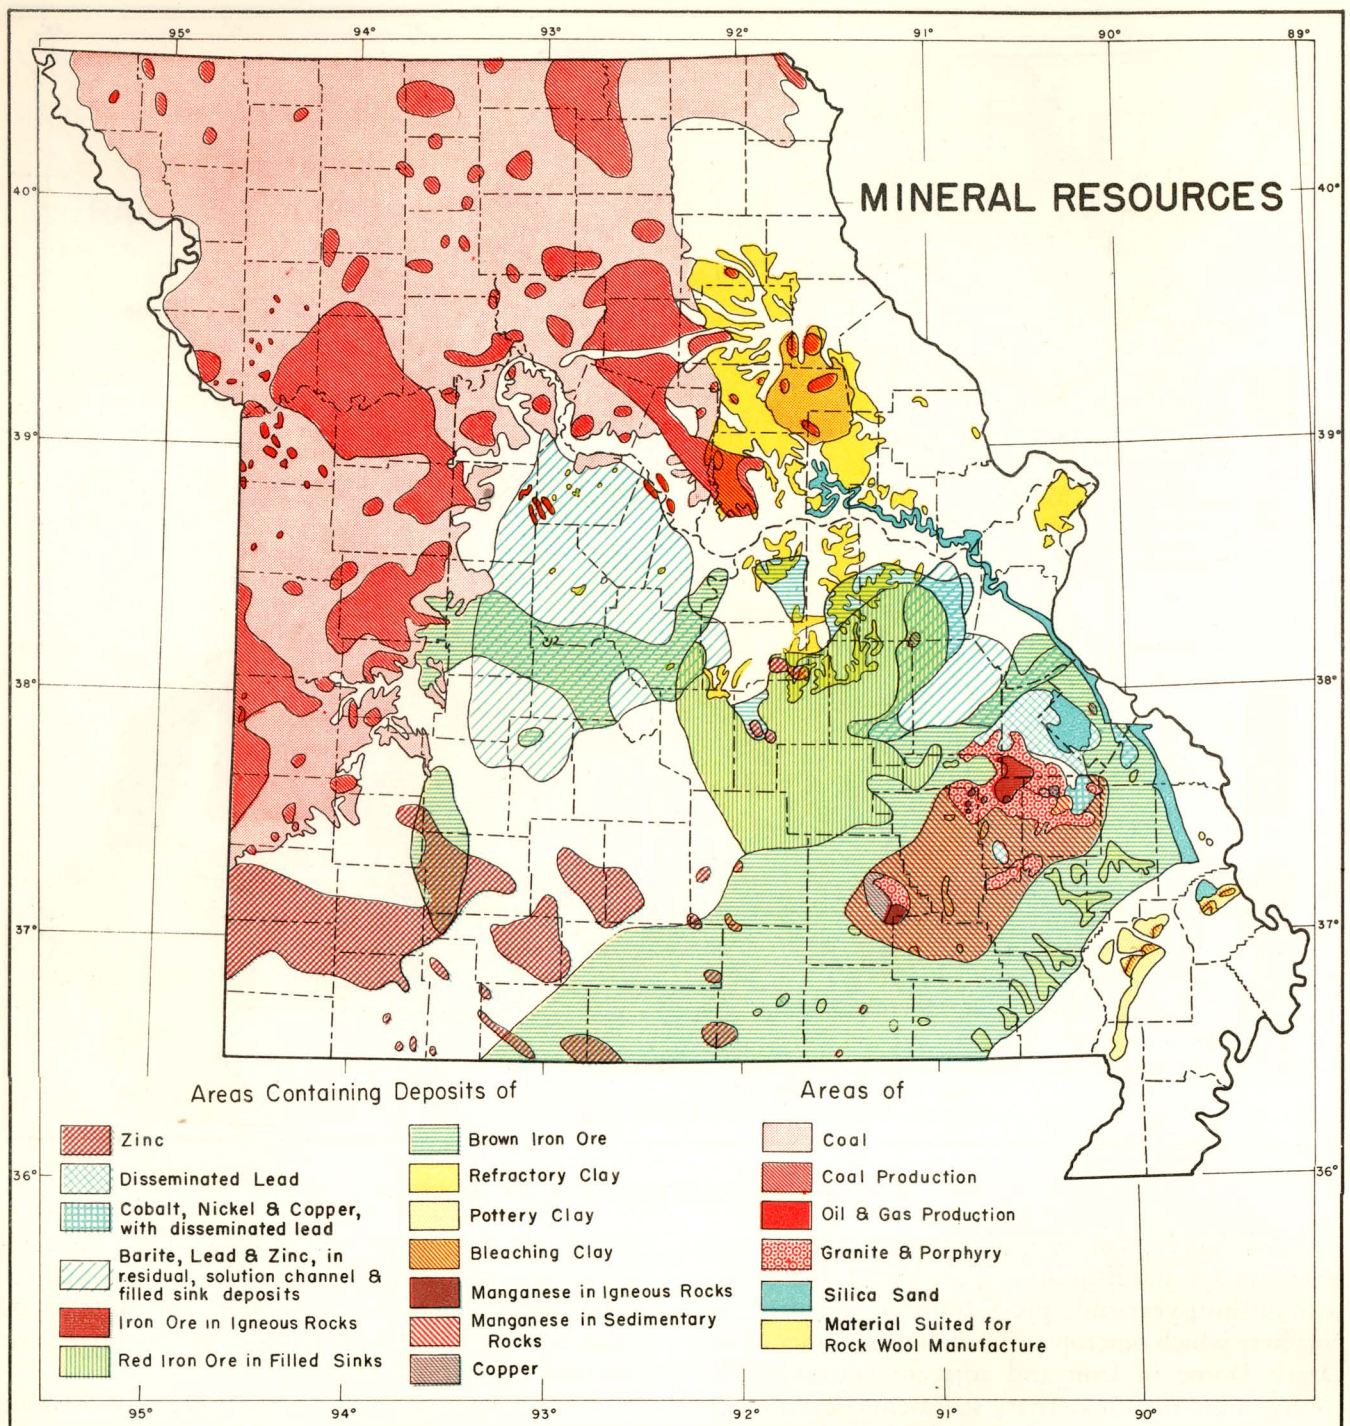 95° 94° 93° 92° 91° 90° 89°
MINERAL RESOURCES
40° 40°
39° 39°
38° 38°
37° 37°
36° 36°
Areas Containing Deposits of
Zinc
Disseminated Lead
Cobalt, Nickel & Copper,
with disseminated lead
Barite, Lead & Zinc, in
residual, solution channel &
filled sink deposits
Iron Ore in Igneous Rocks
Red Iron Ore in Filled Sinks
Brown Iron Ore
Refractory Clay
Pottery Clay
Bleaching Clay
Manganese in Igneous Rocks
Manganese in Sedimentary
Rocks
Copper
Areas of
Coal
Coal Production
Oil & Gas Production
Granite & Porphyry
Silica Sand
Material Suited for
Rock Wool Manufacture
95° 94° 93° 92° 91° 90°